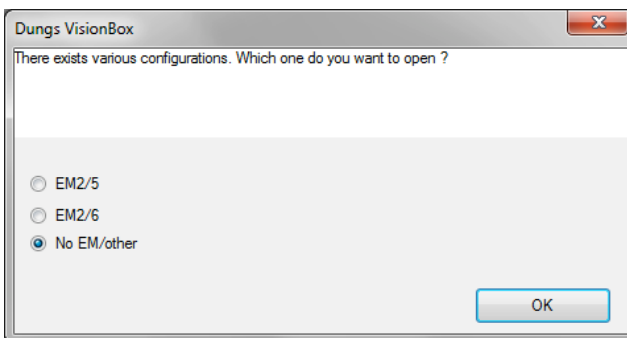 Dungs VisionBox
There exists various configurations. Which one do you want to open ?
EM2/5
EM2/6
No EM/other
OK